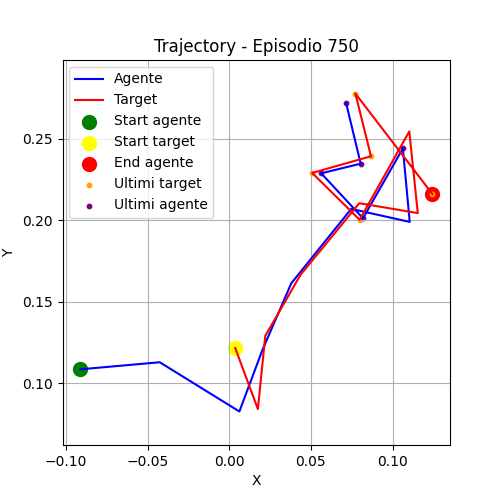 Trajectory - Episodio 750
Agente
Target
Start agente
Start target
End agente
Ultimi target
Ultimi agente
0.25
0.20
0.15
0.10
Y
−0.10
−0.05
0.00
0.05
0.10
X